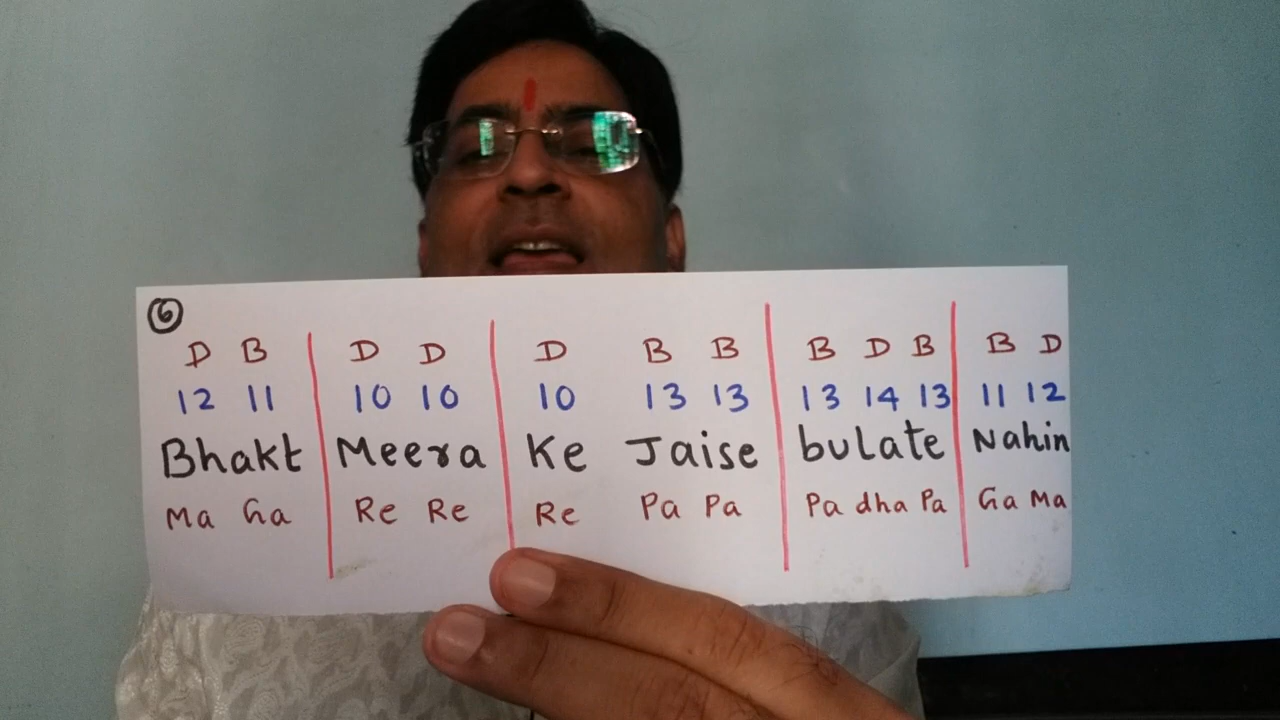 6
D B D D D B B B D B B D
12 11 10 10 10 13 13 13 14 13 11 12
Bhakt Meera Ke Jaise bulate Nahin
Ma Ga Re Re Re Pa Pa Pa dha Pa Ga Ma